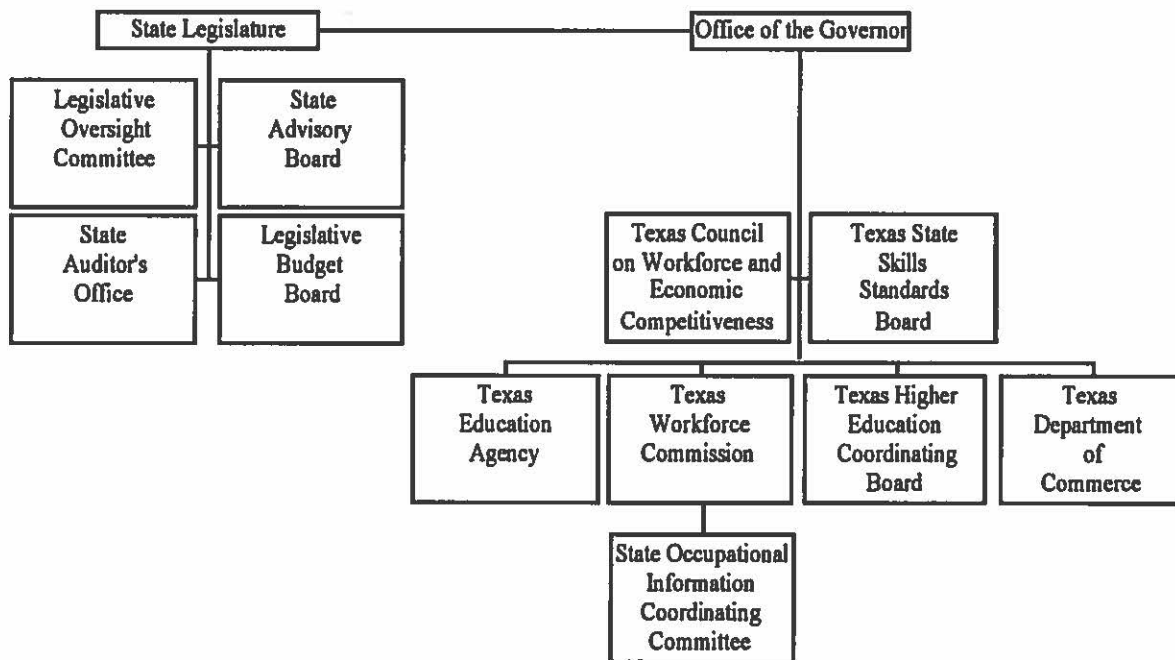 State Legislature
Office of the Governor
Legislative
Oversight
Committee
State
Advisory
Board
State
Auditor's
Office
Legislative
Budget
Board
Texas Council
on Workforce and
Economic
Competitiveness
Texas State
Skills
Standards
Board
Texas
Education
Agency
Texas
Workforce
Commission
Texas Higher
Education
Coordinating
Board
Texas
Department
of
Commerce
State Occupational
Information
Coordinating
Committee